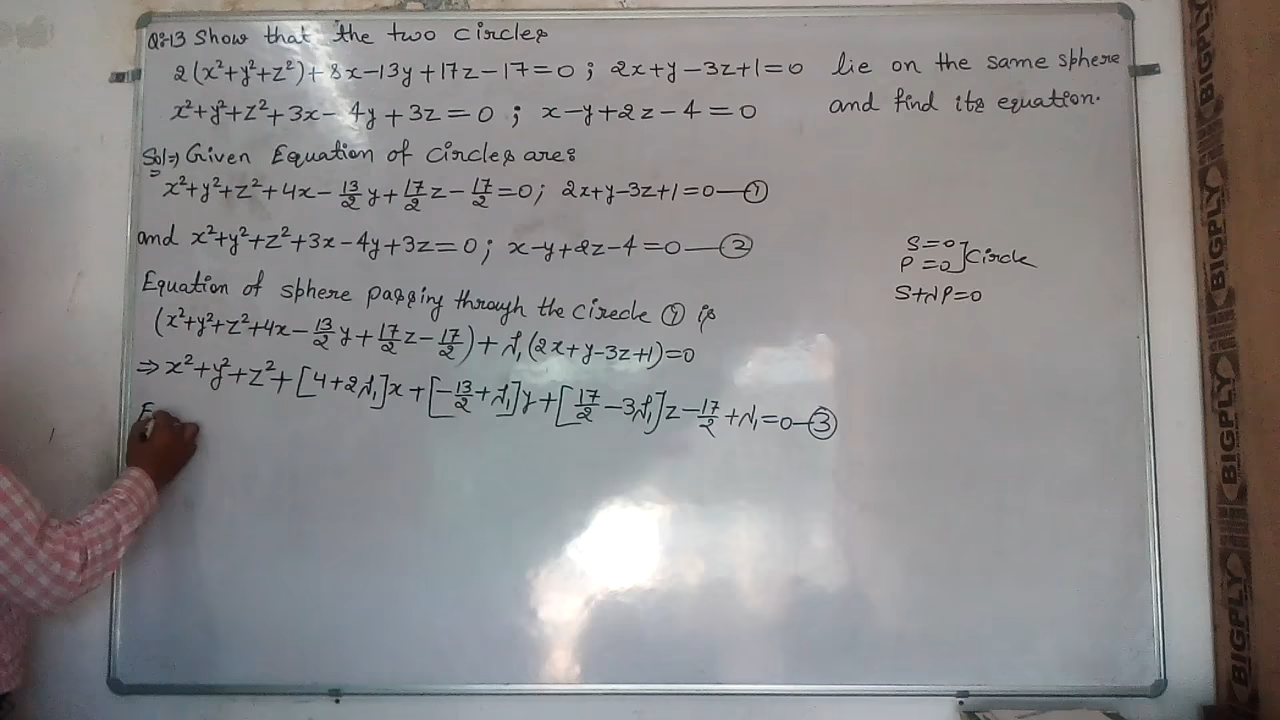 Q:-13 Show that the two circles
2(x²+y²+z²)+8x-13y+17z-17=0 ; 2x+y-3z+1=0 lie on the same sphere
x²+y²+z²+3x-4y+3z=0 ; x-y+2z-4=0 and find its equation.
Sol⇒ Given Equation of circles are:
x²+y²+z²+4x-13/2y+17/2z-17/2=0; 2x+y-3z+1=0—①
and x²+y²+z²+3x-4y+3z=0; x-y+2z-4=0—②
S=0
P=0]Circle
S+λP=0
Equation of sphere passing through the cirecle ① is
(x²+y²+z²+4x-13/2y+17/2z-17/2)+λ₁(2x+y-3z+1)=0
⇒x²+y²+z²+[4+2λ₁]x+[-13/2+λ₁]y+[17/2-3λ₁]z-17/2+λ₁=0—③
BIGPLY
BIGPLY
BIGPLY
BIGPLY